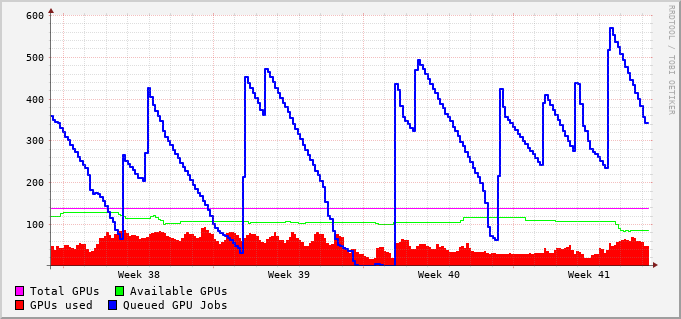 600
500
400
300
200
100
Week 38 Week 39 Week 40 Week 41
Total GPUs Available GPUs
GPUs used Queued GPU Jobs
RRDTOOL / TOBI OETIKER